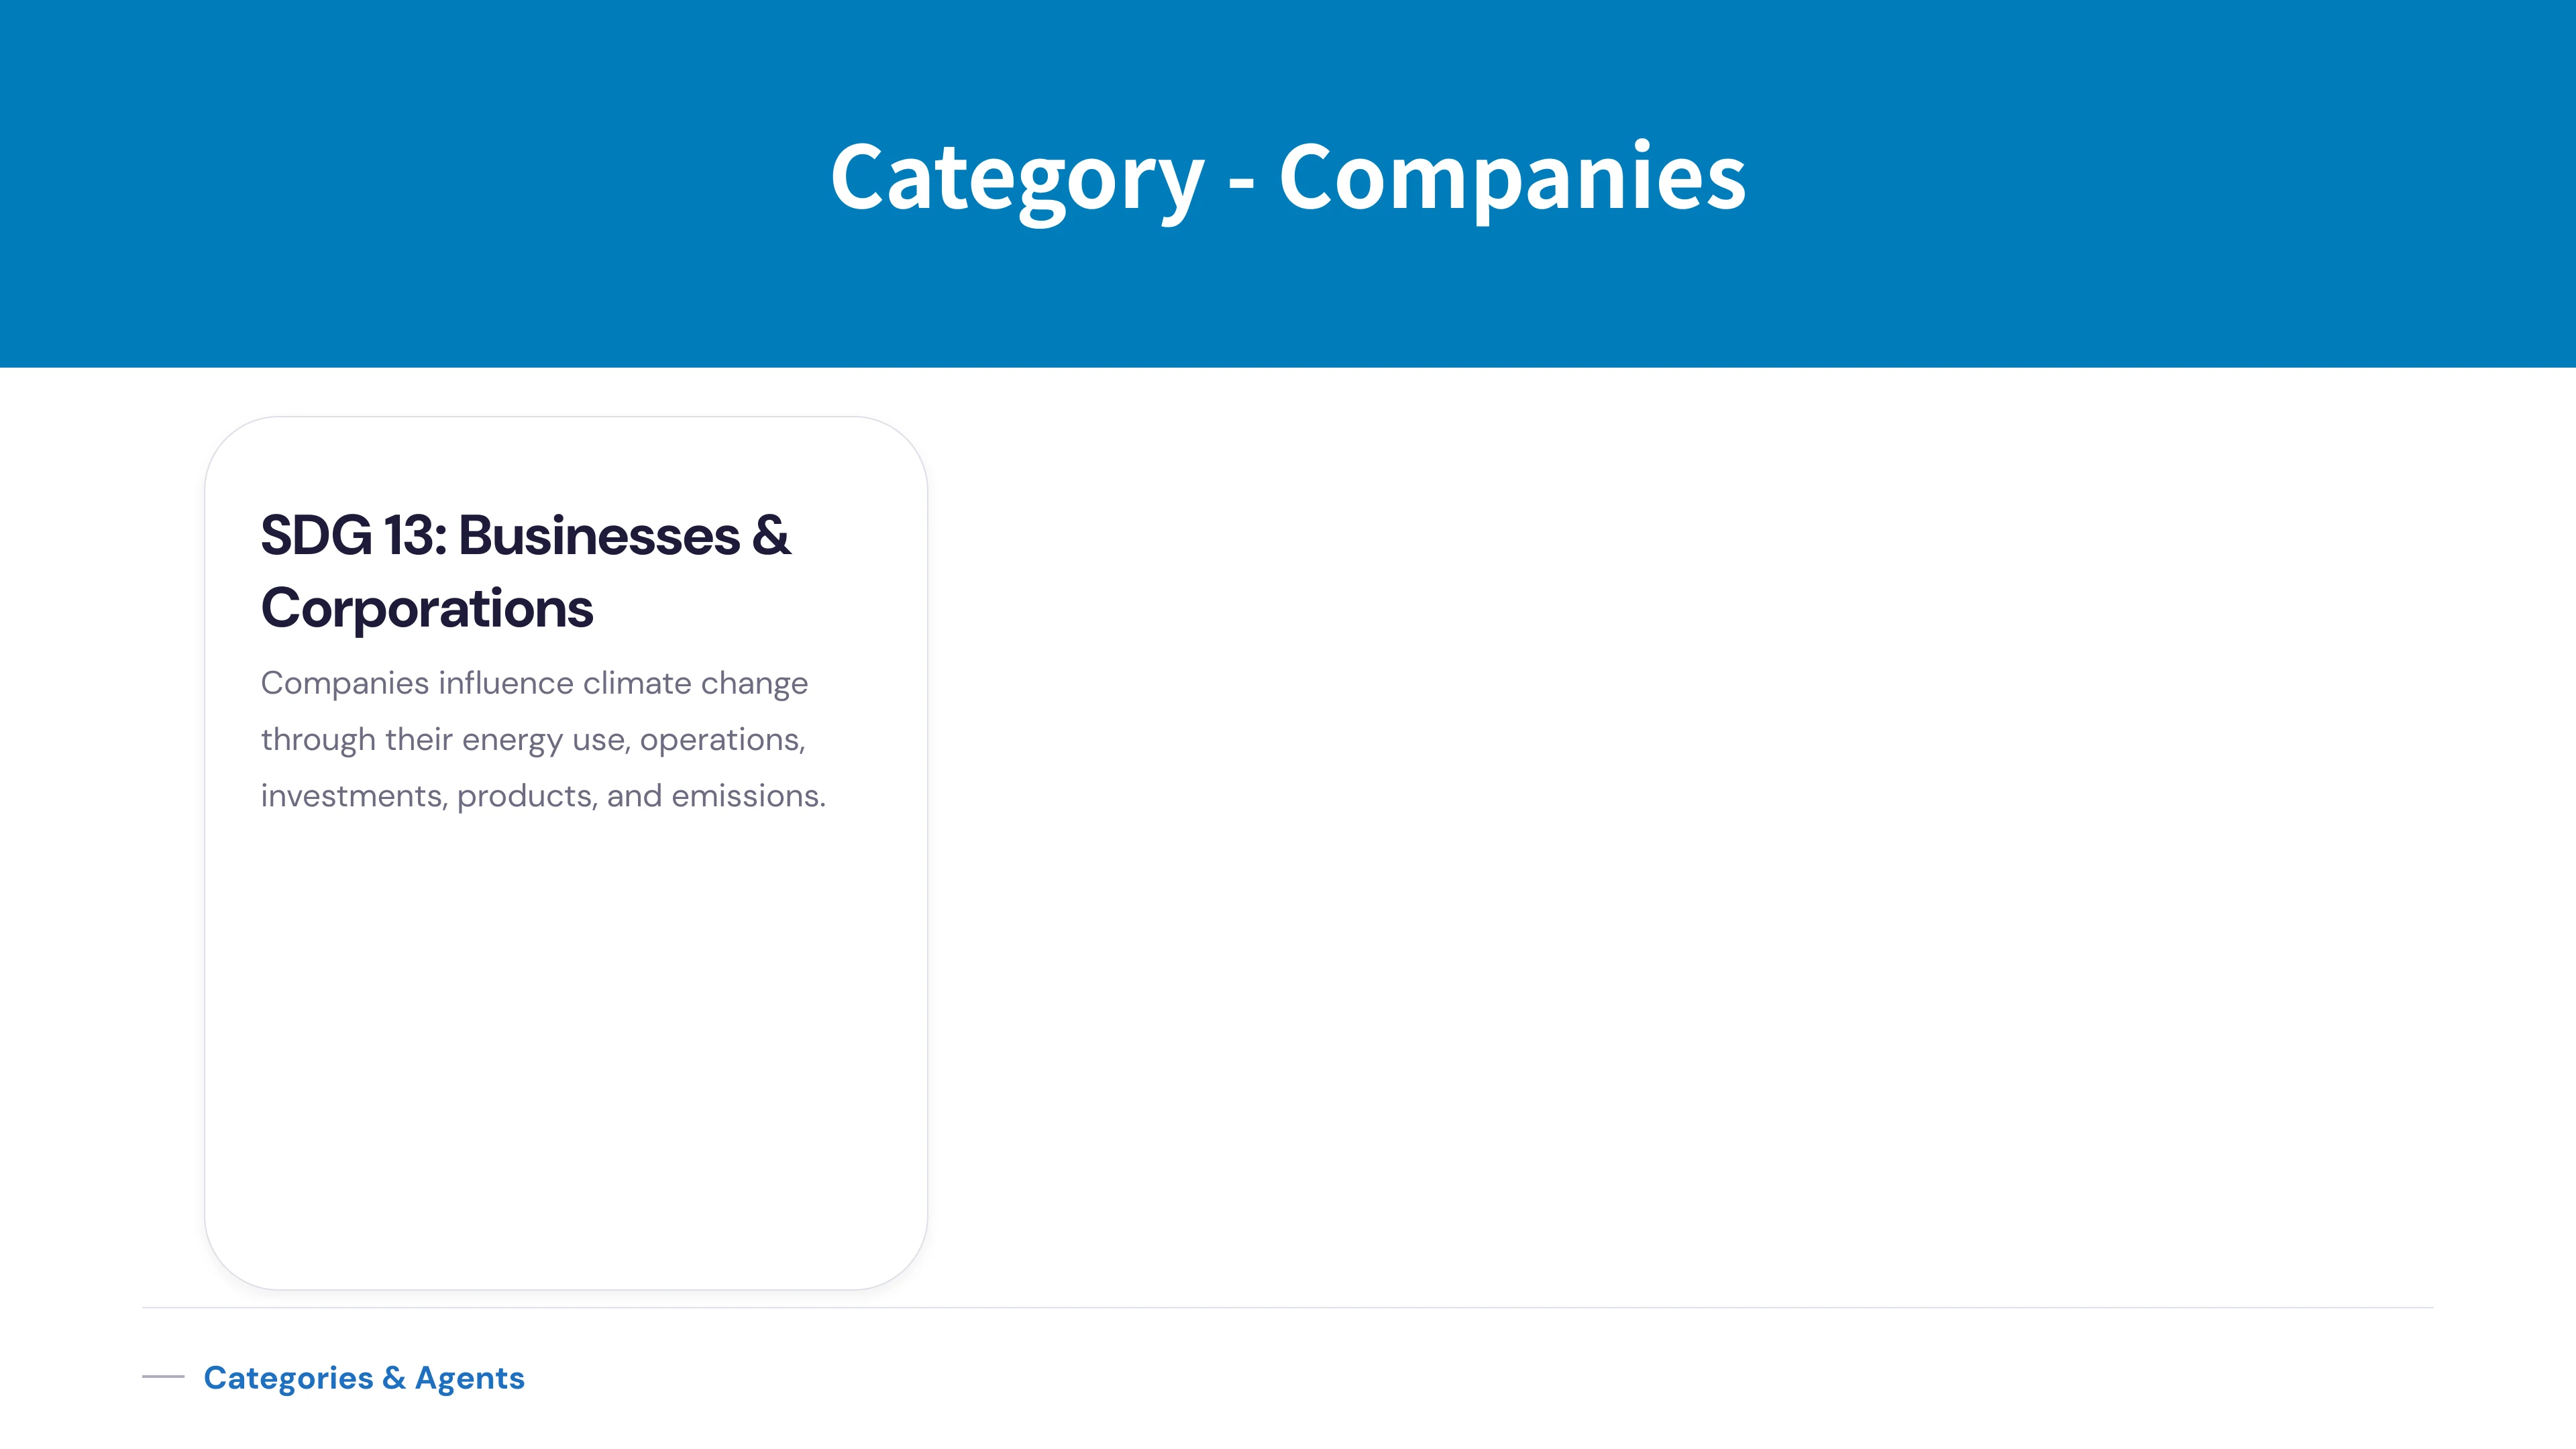 Category - Companies
SDG 13: Businesses &
Corporations
Companies influence climate change
through their energy use, operations,
investments, products, and emissions.
Categories & Agents